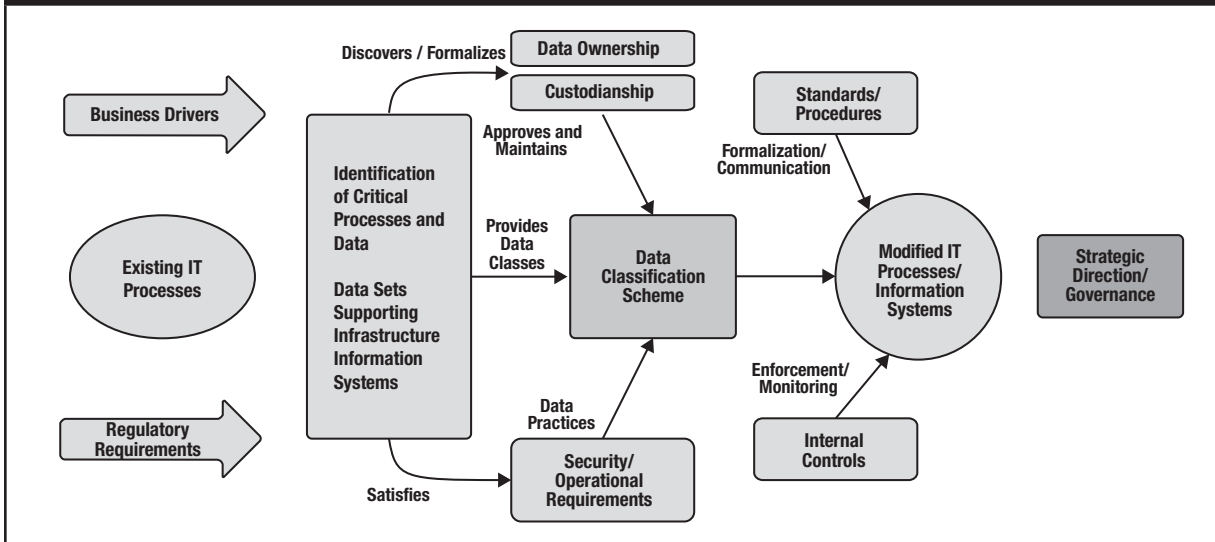 Business Drivers
Existing IT
Processes
Regulatory
Requirements
Discovers / Formalizes
Identification
of Critical
Processes and
Data
Data Sets
Supporting
Infrastructure
Information
Systems
Satisfies
Data Ownership
Custodianship
Approves and
Maintains
Provides
Data
Classes
Data
Practices
Security/
Operational
Requirements
Data
Classification
Scheme
Standards/
Procedures
Formalization/
Communication
Modified IT
Processes/
Information
Systems
Enforcement/
Monitoring
Internal
Controls
Strategic
Direction/
Governance